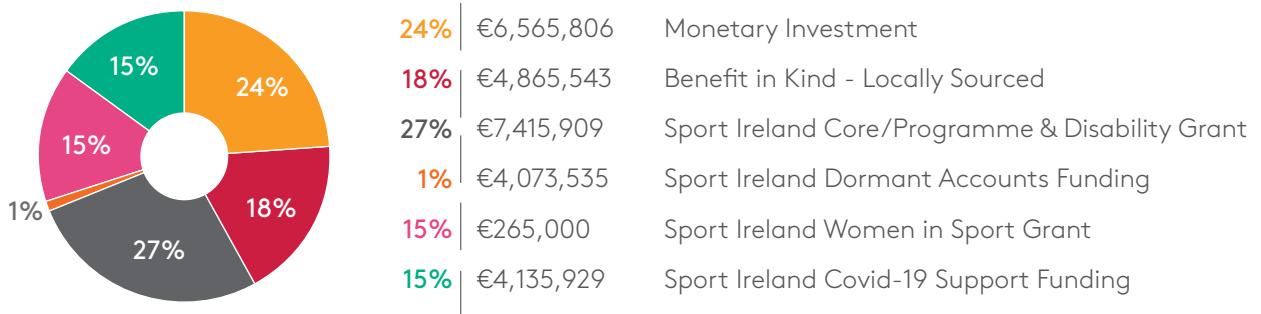 15%
24%
15%
18%
1%
27%
24% €6,565,806 Monetary Investment
18% €4,865,543 Benefit in Kind - Locally Sourced
27% €7,415,909 Sport Ireland Core/Programme & Disability Grant
1% €4,073,535 Sport Ireland Dormant Accounts Funding
15% €265,000 Sport Ireland Women in Sport Grant
15% €4,135,929 Sport Ireland Covid-19 Support Funding